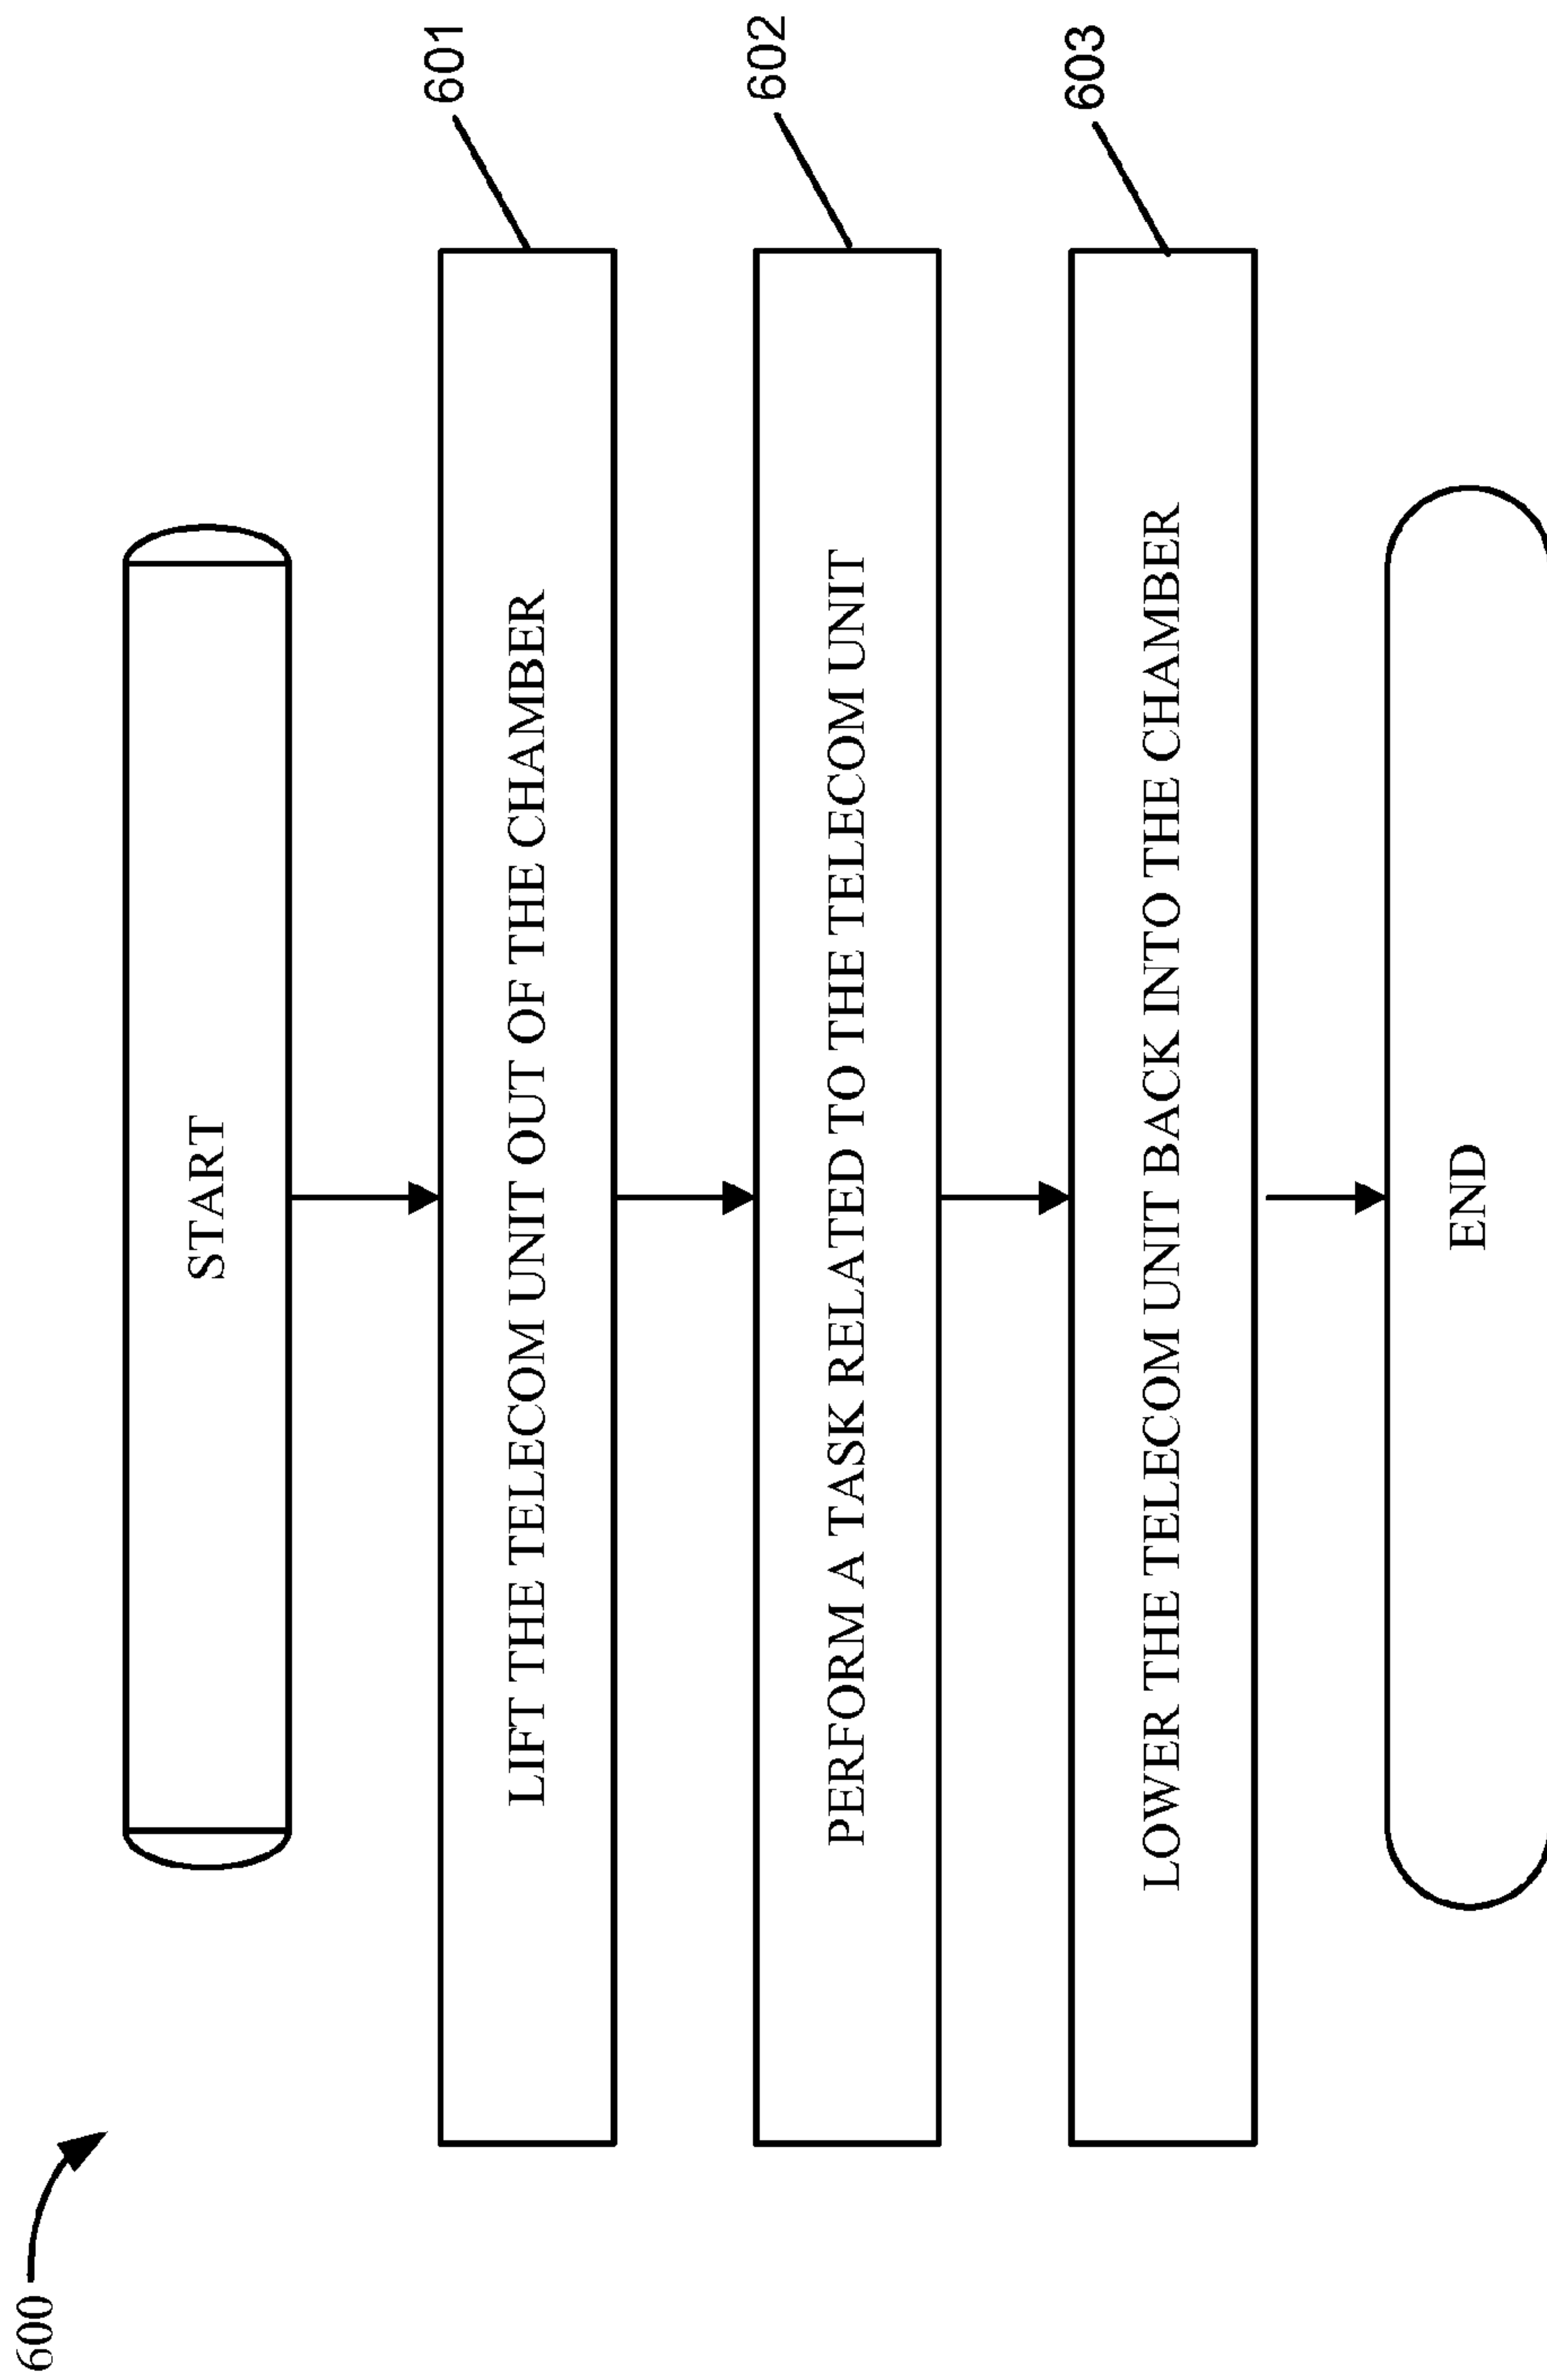 600
START
LIFT THE TELECOM UNIT OUT OF THE CHAMBER
601
PERFORM A TASK RELATED TO THE TELECOM UNIT
602
LOWER THE TELECOM UNIT BACK INTO THE CHAMBER
603
END